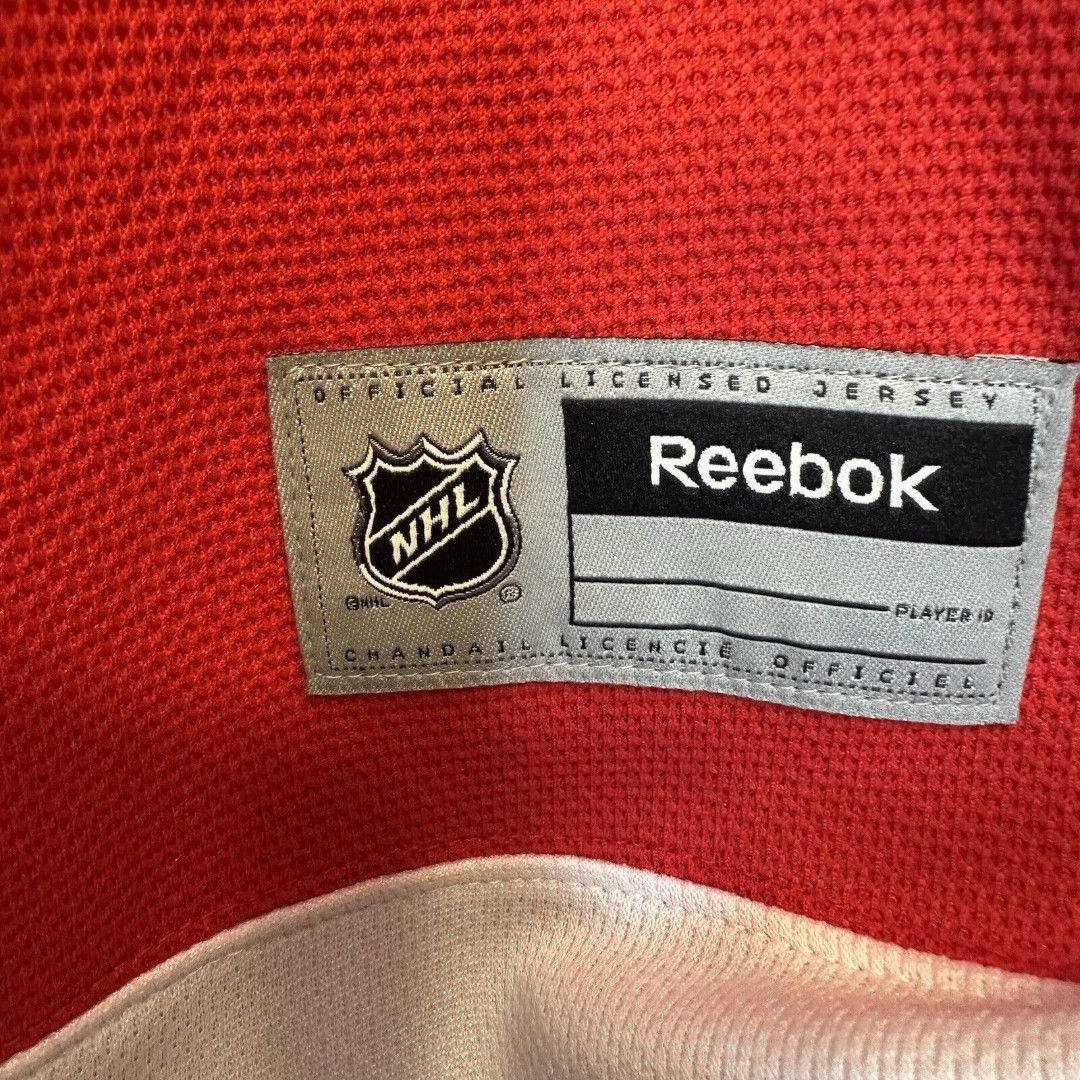 OFFICIAL LICENSED JERSEY
Reebok
NHL
©NHL ®
PLAYER ID
CHANDAIL LICENCIÉ OFFICIEL